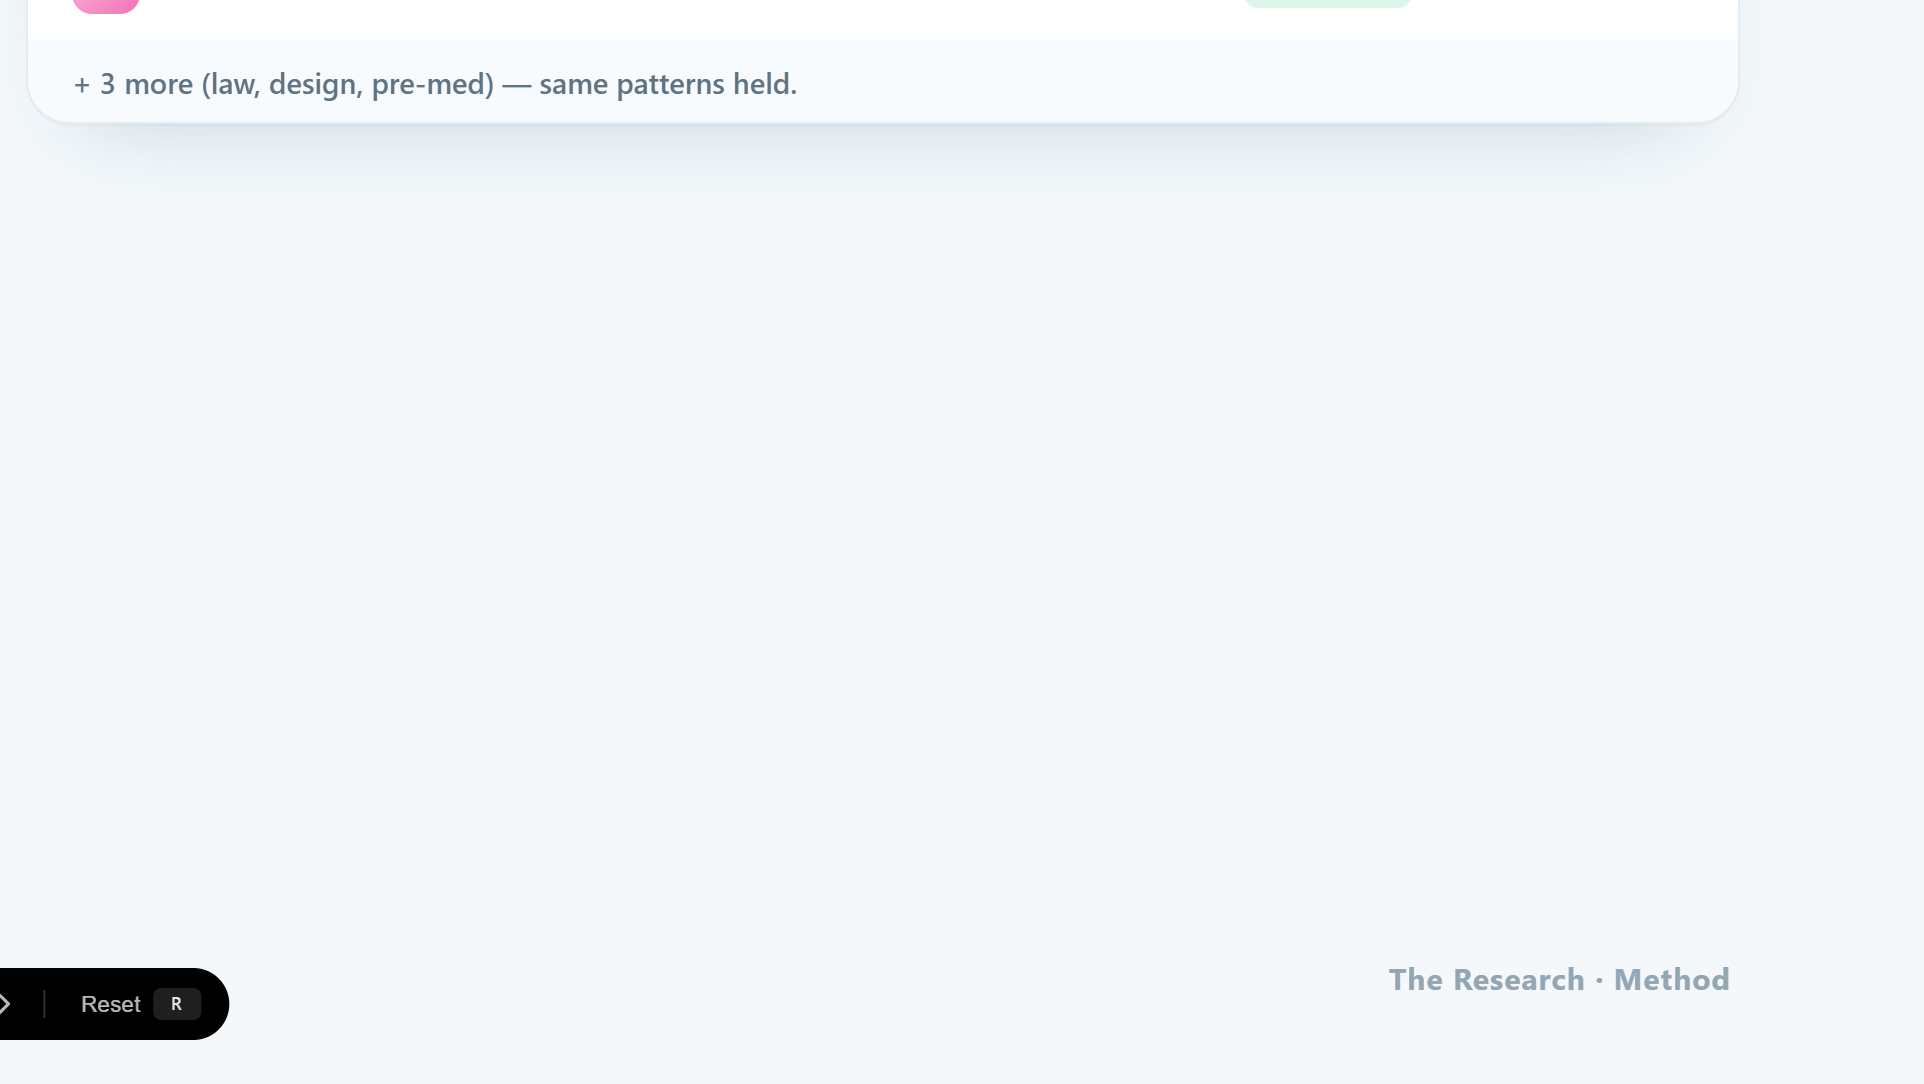 + 3 more (law, design, pre-med) — same patterns held.
The Research · Method
Reset R